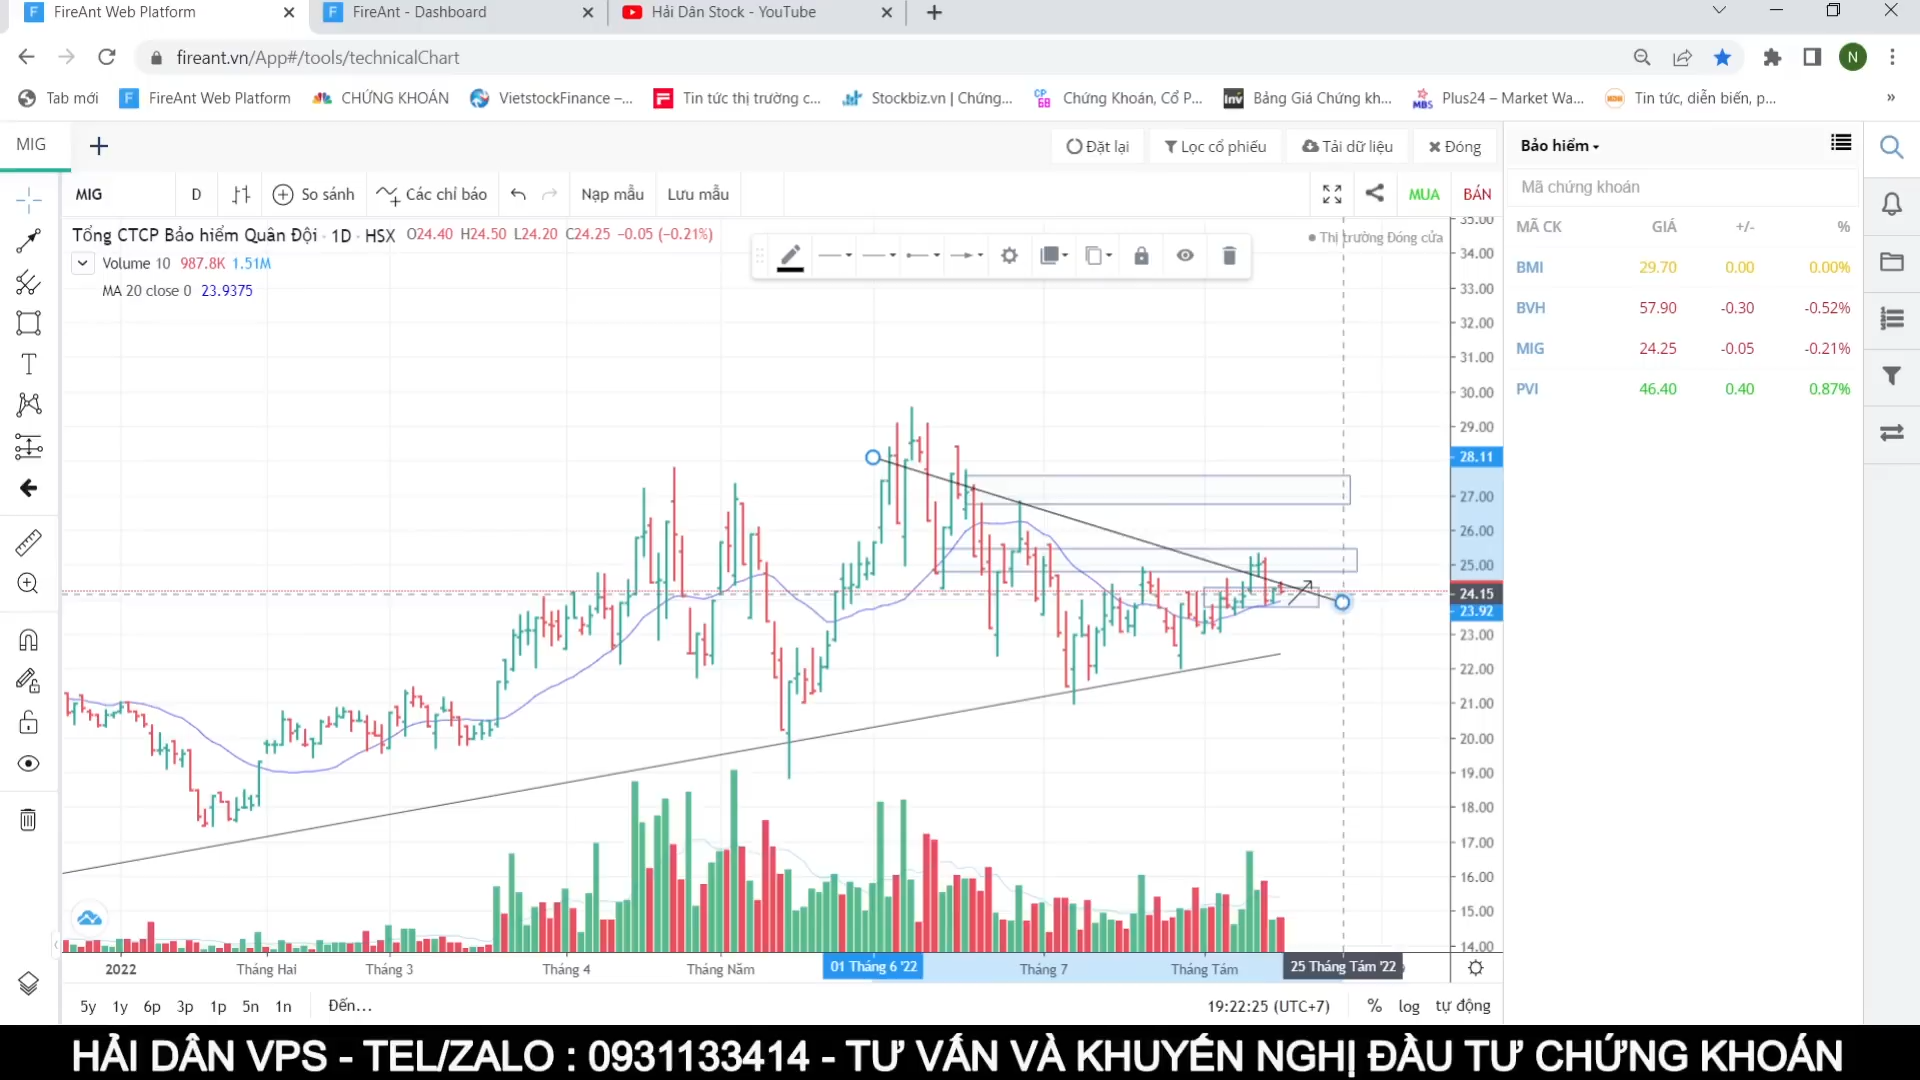 FireAnt Web Platform
FireAnt - Dashboard
Hải Dân Stock - YouTube
fireant.vn/App#/tools/technicalChart
N
Tab mới
FireAnt Web Platform
CHỨNG KHOÁN
VietstockFinance –...
Tin tức thị trường c...
Stockbiz.vn | Chứng...
Chứng Khoán, Cổ P...
Bảng Giá Chứng kh...
Plus24 – Market Wa...
Tin tức, diễn biến, p...
MIG
Đặt lại
Lọc cổ phiếu
Tải dữ liệu
Đóng
Bảo hiểm
MIG
D
So sánh
Các chỉ báo
Nạp mẫu
Lưu mẫu
MUA
BÁN
Mã chứng khoán
Tổng CTCP Bảo hiểm Quân Đội · 1D · HSX O24.40 H24.50 L24.20 C24.25 -0.05 (-0.21%)
Thị trường Đóng cửa
Volume 10 987.8K 1.51M
MA 20 close 0 23.9375
MÃ CK GIÁ +/- %
BMI 29.70 0.00 0.00%
BVH 57.90 -0.30 -0.52%
MIG 24.25 -0.05 -0.21%
PVI 46.40 0.40 0.87%
35.00
34.00
33.00
32.00
31.00
30.00
29.00
28.11
27.00
26.00
25.00
24.15
23.92
23.00
22.00
21.00
20.00
19.00
18.00
17.00
16.00
15.00
14.00
2022
Tháng Hai
Tháng 3
Tháng 4
Tháng Năm
01 Tháng 6 '22
Tháng 7
Tháng Tám
25 Tháng Tám '22
5y 1y 6p 3p 1p 5n 1n
Đến...
19:22:25 (UTC+7)
% log tự động
HẢI DÂN VPS - TEL/ZALO : 0931133414 - TƯ VẤN VÀ KHUYẾN NGHỊ ĐẦU TƯ CHỨNG KHOÁN